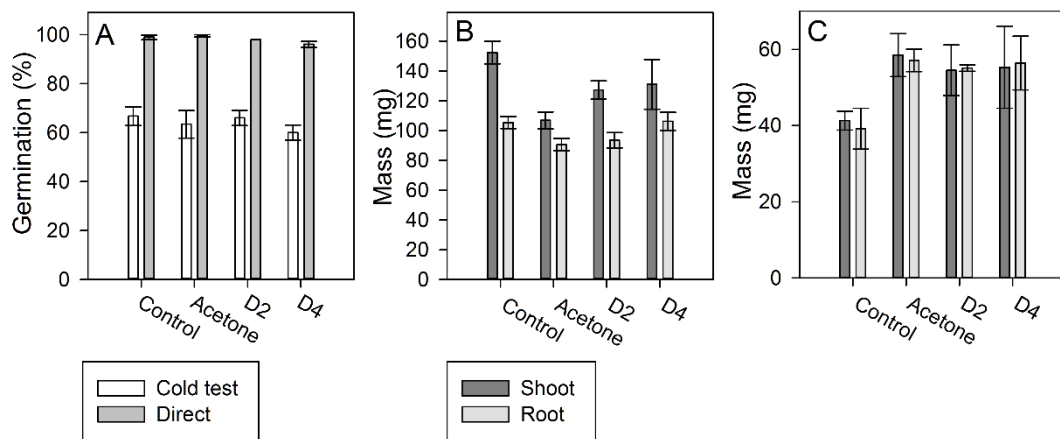 A
Germination (%)
100
80
60
40
20
0
Control
Acetone
D2
D4
Cold test
Direct
B
Mass (mg)
160
140
120
100
80
60
40
20
0
Control
Acetone
D2
D4
Shoot
Root
C
Mass (mg)
60
40
20
0
Control
Acetone
D2
D4